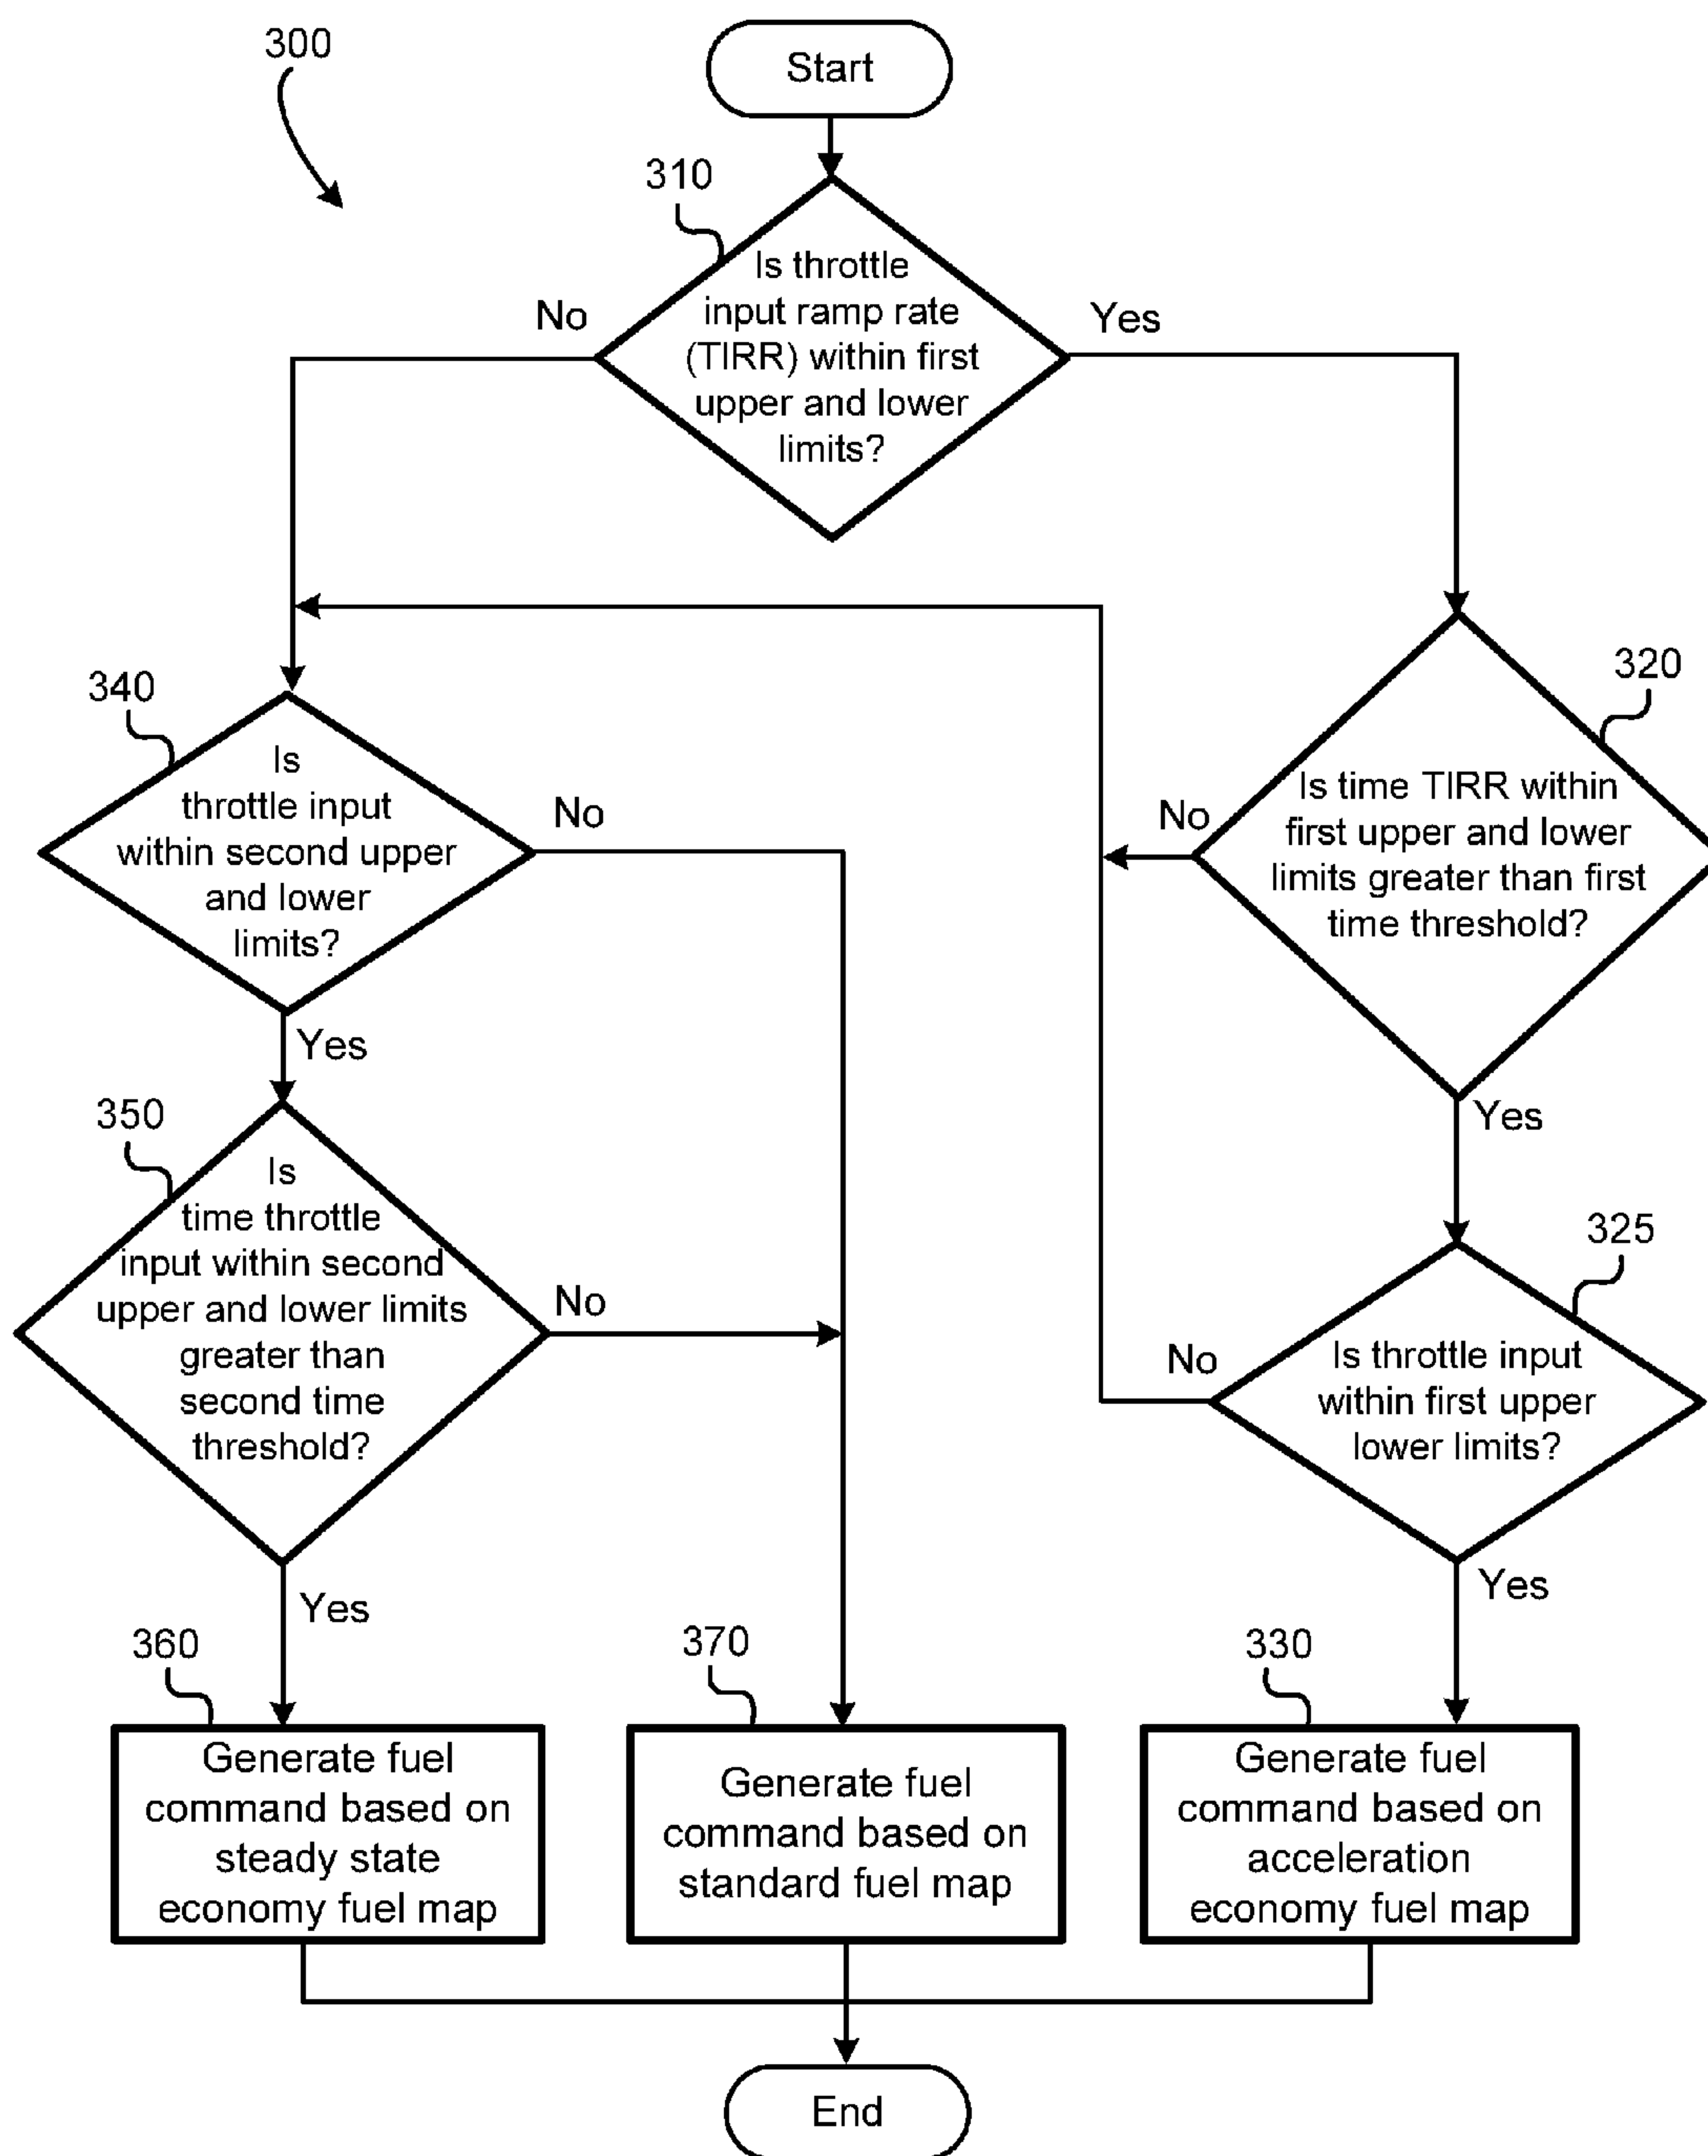 300
Start
310
Is throttle
input ramp rate
(TIRR) within first
upper and lower
limits?
No
Yes
340
Is
throttle input
within second upper
and lower
limits?
No
Yes
320
Is time TIRR within
first upper and lower
limits greater than first
time threshold?
No
Yes
350
Is
time throttle
input within second
upper and lower limits
greater than
second time
threshold?
No
Yes
325
Is throttle input
within first upper
lower limits?
No
Yes
360
Generate fuel
command based on
steady state
economy fuel map
370
Generate fuel
command based on
standard fuel map
330
Generate fuel
command based on
acceleration
economy fuel map
End